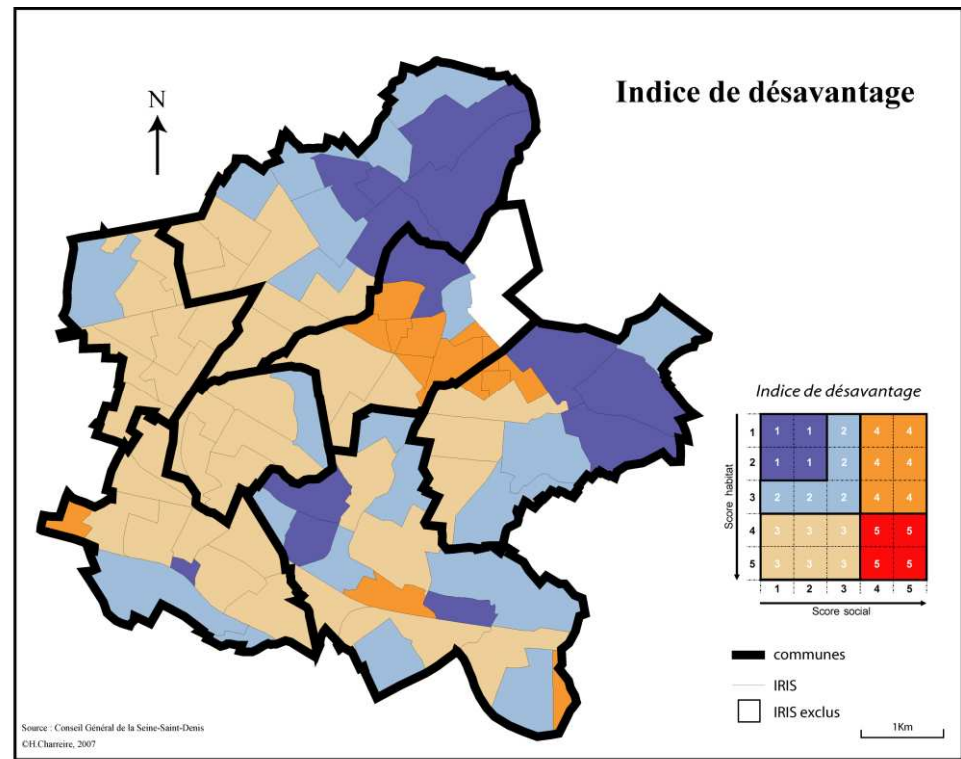 Indice de désavantage
N
Indice de désavantage
Score habitat
1 1 1 2 4 4
2 1 1 2 4 4
3 2 2 2 4 4
4 3 3 3 5 5
5 3 3 3 5 5
1 2 3 4 5
Score social
communes
IRIS
IRIS exclus
1Km
Source : Conseil Général de la Seine-Saint-Denis
©H.Charreire, 2007